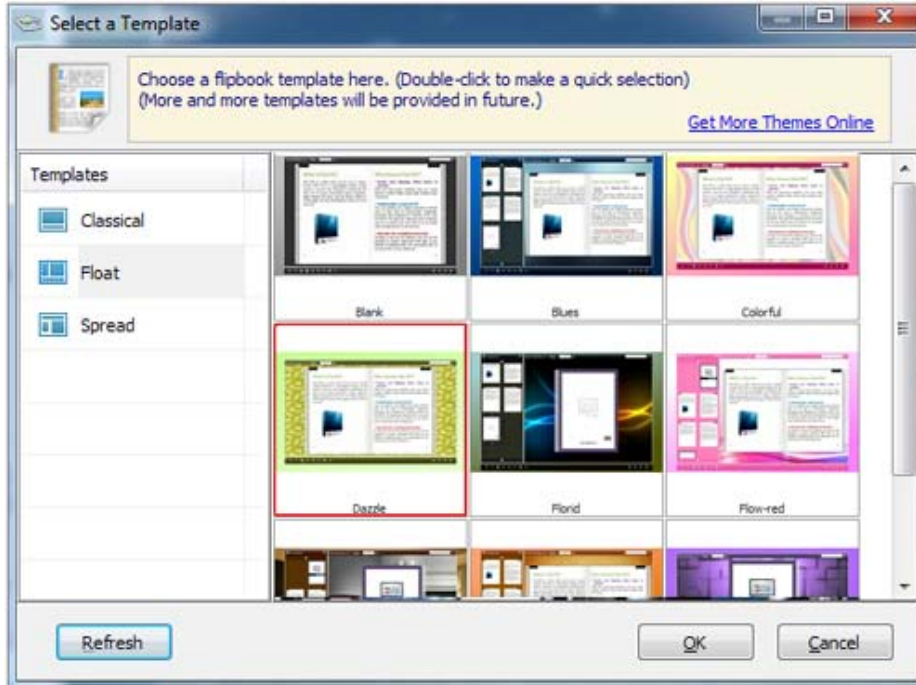 Select a Template
Choose a flipbook template here. (Double-click to make a quick selection)
(More and more templates will be provided in future.)
Get More Themes Online
Templates
Classical
Float
Spread
Blank
Blues
Colorful
Dazzle
Florid
Flow-red
Refresh
OK
Cancel